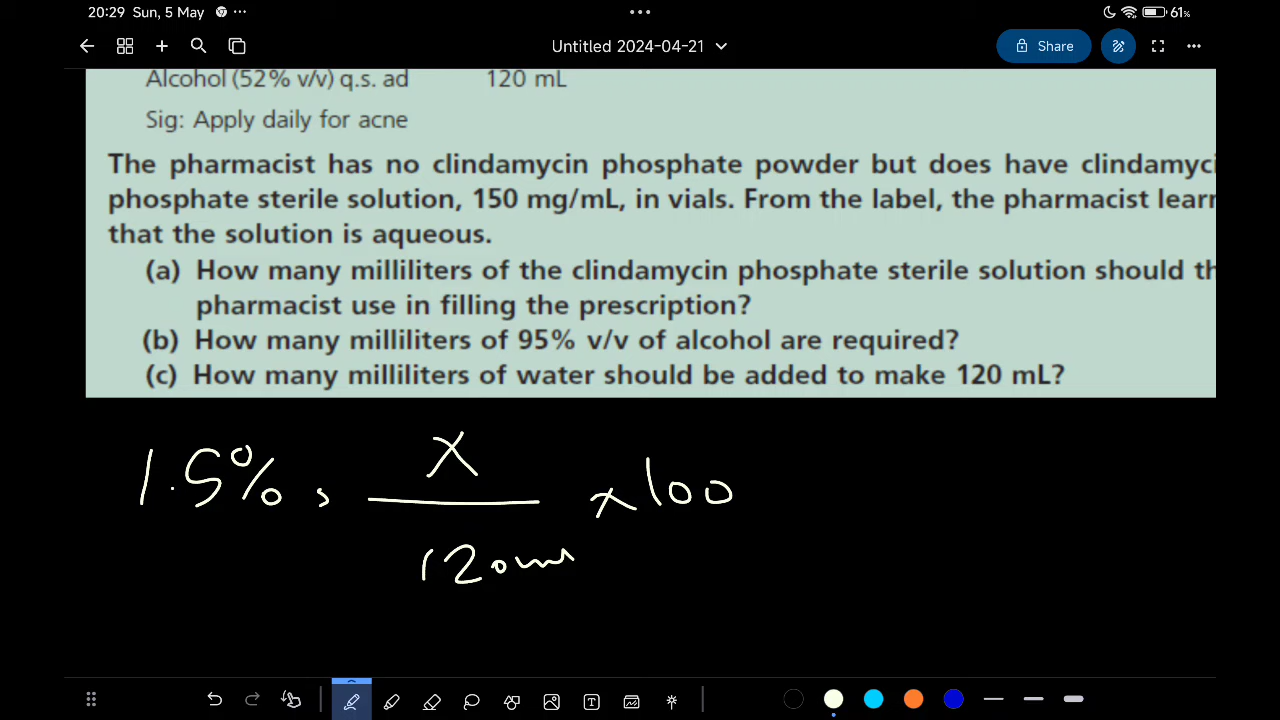 20:29 Sun, 5 May
61%
Untitled 2024-04-21
Share
Alcohol (52% v/v) q.s. ad 120 mL
Sig: Apply daily for acne
The pharmacist has no clindamycin phosphate powder but does have clindamyci
phosphate sterile solution, 150 mg/mL, in vials. From the label, the pharmacist lear
that the solution is aqueous.
(a) How many milliliters of the clindamycin phosphate sterile solution should th
pharmacist use in filling the prescription?
(b) How many milliliters of 95% v/v of alcohol are required?
(c) How many milliliters of water should be added to make 120 mL?
X
1.5% x100
120